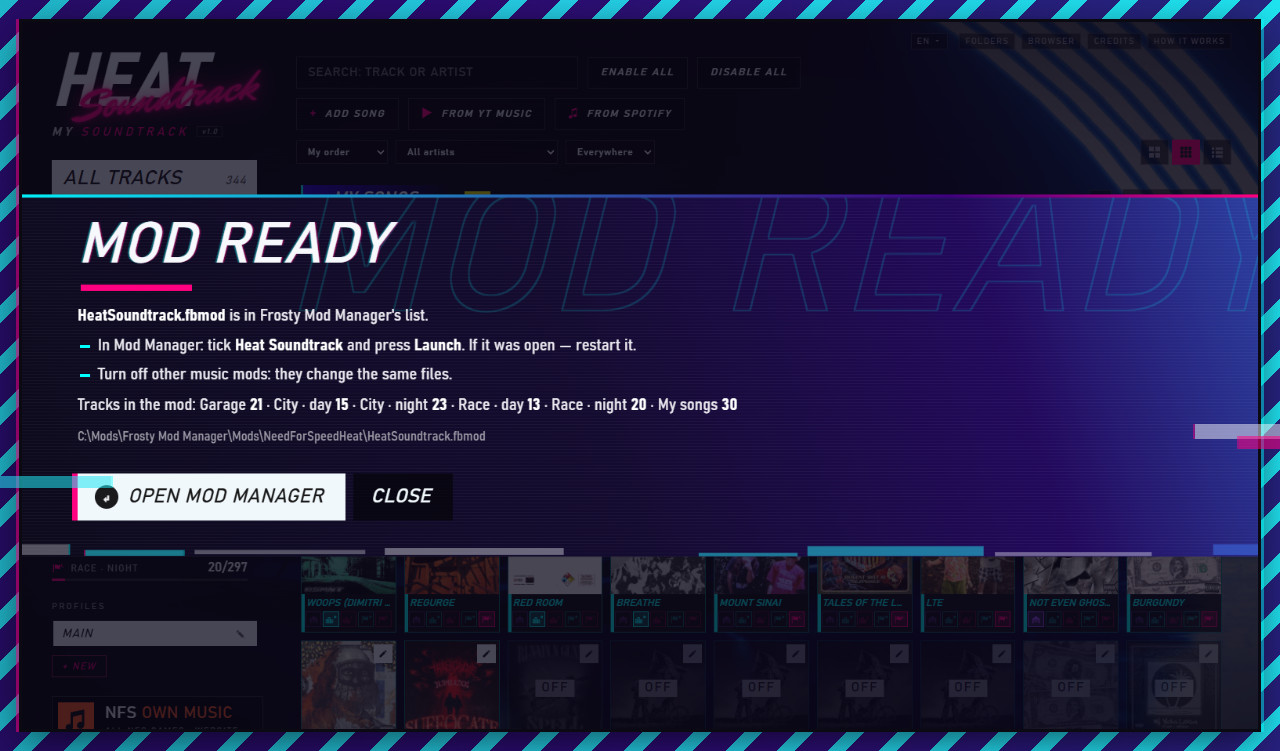 EN
FOLDERS
BROWSER
CREDITS
HOW IT WORKS
HEAT
Soundtrack
MY SOUNDTRACK v1.0
SEARCH: TRACK OR ARTIST
ENABLE ALL
DISABLE ALL
+ ADD SONG
FROM YT MUSIC
FROM SPOTIFY
My order
All artists
Everywhere
ALL TRACKS 344
MY SONGS
MOD READY
MOD READY
HeatSoundtrack.fbmod is in Frosty Mod Manager's list.
In Mod Manager: tick Heat Soundtrack and press Launch. If it was open — restart it.
Turn off other music mods: they change the same files.
Tracks in the mod: Garage 21 · City · day 15 · City · night 23 · Race · day 13 · Race · night 20 · My songs 30
C:\Mods\Frosty Mod Manager\Mods\NeedForSpeedHeat\HeatSoundtrack.fbmod
OPEN MOD MANAGER
CLOSE
RACE · NIGHT 20/297
PROFILES
MAIN
+ NEW
NFS OWN MUSIC
WOOPS (DIMITRI ...
REGURGE
RED ROOM
BREATHE
MOUNT SINAI
TALES OF THE L...
LTE
NOT EVEN GHOS...
BURGUNDY
SUFFOCATE
OFF
OFF
OFF
OFF
OFF
OFF
OFF